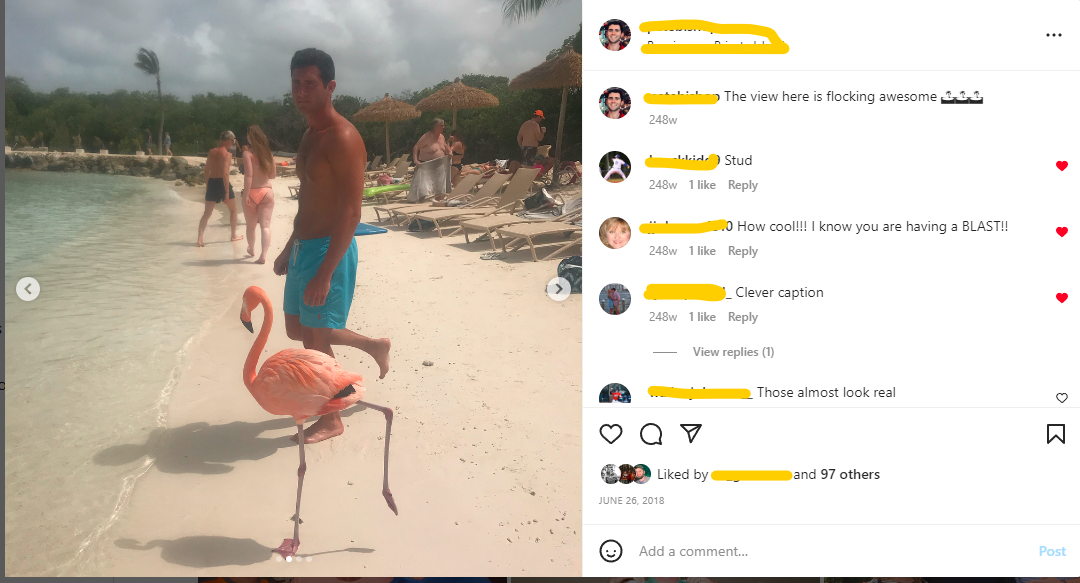 The view here is flocking awesome
248w
Stud
248w 1 like Reply
How cool!!! I know you are having a BLAST!!
248w 1 like Reply
Clever caption
248w 1 like Reply
View replies (1)
Those almost look real
Liked by and 97 others
JUNE 26, 2018
Add a comment... Post